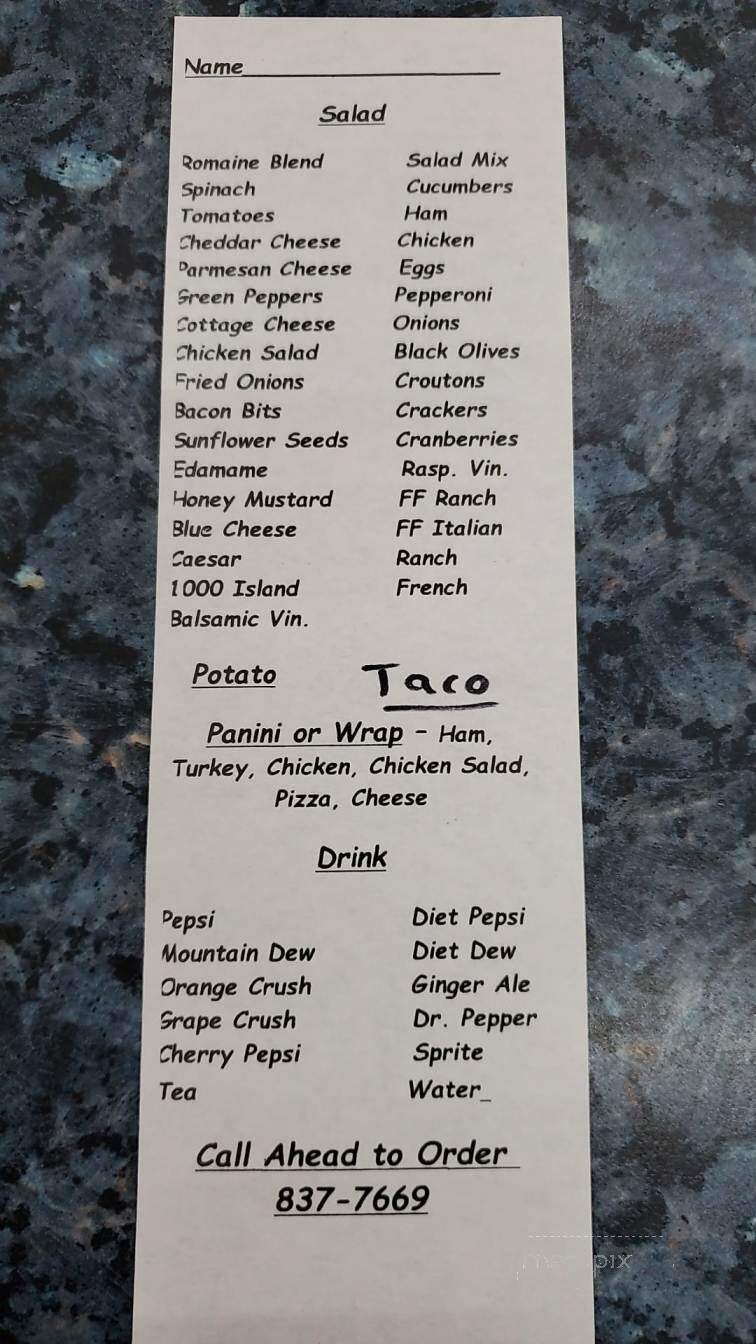 Name
Salad
Romaine Blend Salad Mix
Spinach Cucumbers
Tomatoes Ham
Cheddar Cheese Chicken
Parmesan Cheese Eggs
Green Peppers Pepperoni
Cottage Cheese Onions
Chicken Salad Black Olives
Fried Onions Croutons
Bacon Bits Crackers
Sunflower Seeds Cranberries
Edamame Rasp. Vin.
Honey Mustard FF Ranch
Blue Cheese FF Italian
Caesar Ranch
1000 Island French
Balsamic Vin.
Potato Taco
Panini or Wrap - Ham,
Turkey, Chicken, Chicken Salad,
Pizza, Cheese
Drink
Pepsi Diet Pepsi
Mountain Dew Diet Dew
Orange Crush Ginger Ale
Grape Crush Dr. Pepper
Cherry Pepsi Sprite
Tea Water_
Call Ahead to Order
837-7669